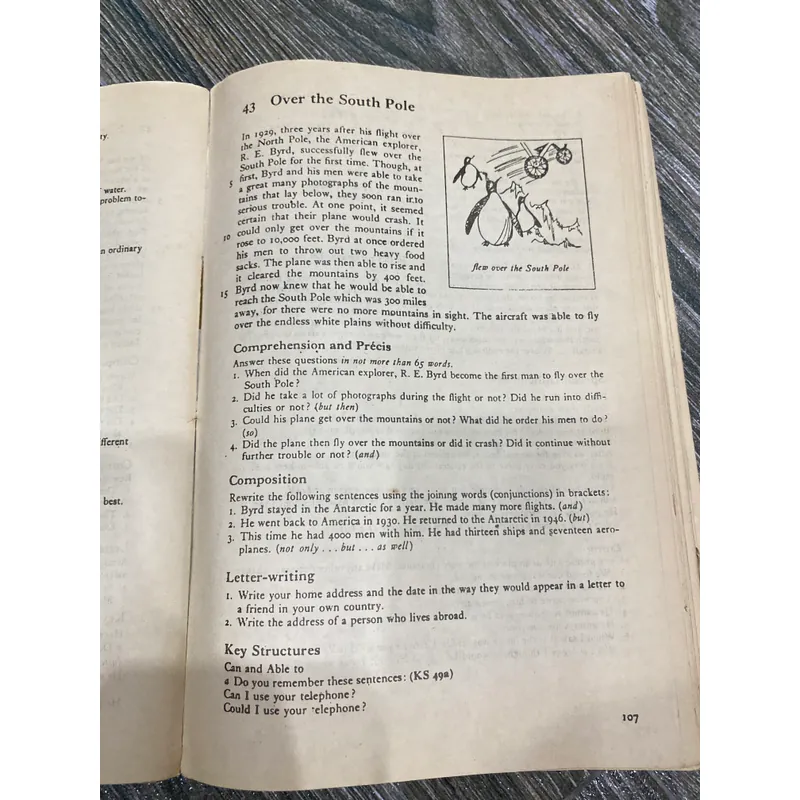 ry.
water.
problem to-
n ordinary
fferent
best.
43 Over the South Pole
In 1929, three years after his flight over
the North Pole, the American explorer,
R. E. Byrd, successfully flew over the
South Pole for the first time. Though, at
5 first, Byrd and his men were able to take
a great many photographs of the moun-
tains that lay below, they soon ran into
serious trouble. At one point, it seemed
certain that their plane would crash. It
10 could only get over the mountains if it
rose to 10,000 feet. Byrd at once ordered
his men to throw out two heavy food
sacks. The plane was then able to rise and
it cleared the mountains by 400 feet.
15 Byrd now knew that he would be able to
reach the South Pole which was 300 miles
away, for there were no more mountains in sight. The aircraft was able to fly
over the endless white plains without difficulty.
flew over the South Pole
Comprehension and Précis
Answer these questions in not more than 65 words.
1. When did the American explorer, R. E. Byrd become the first man to fly over the
South Pole?
2. Did he take a lot of photographs during the flight or not? Did he run into diffi-
culties or not? (but then)
3. Could his plane get over the mountains or not? What did he order his men to do?
(so)
4. Did the plane then fly over the mountains or did it crash? Did it continue without
further trouble or not? (and)
Composition
Rewrite the following sentences using the joining words (conjunctions) in brackets:
1. Byrd stayed in the Antarctic for a year. He made many more flights. (and)
2. He went back to America in 1930. He returned to the Antarctic in 1946. (but)
3. This time he had 4000 men with him. He had thirteen ships and seventeen aero-
planes. (not only . . . but . . . as well)
Letter-writing
1. Write your home address and the date in the way they would appear in a letter to
a friend in your own country.
2. Write the address of a person who lives abroad.
Key Structures
Can and Able to
a Do you remember these sentences: (KS 49a)
Can I use your telephone?
Could I use your telephone?
107